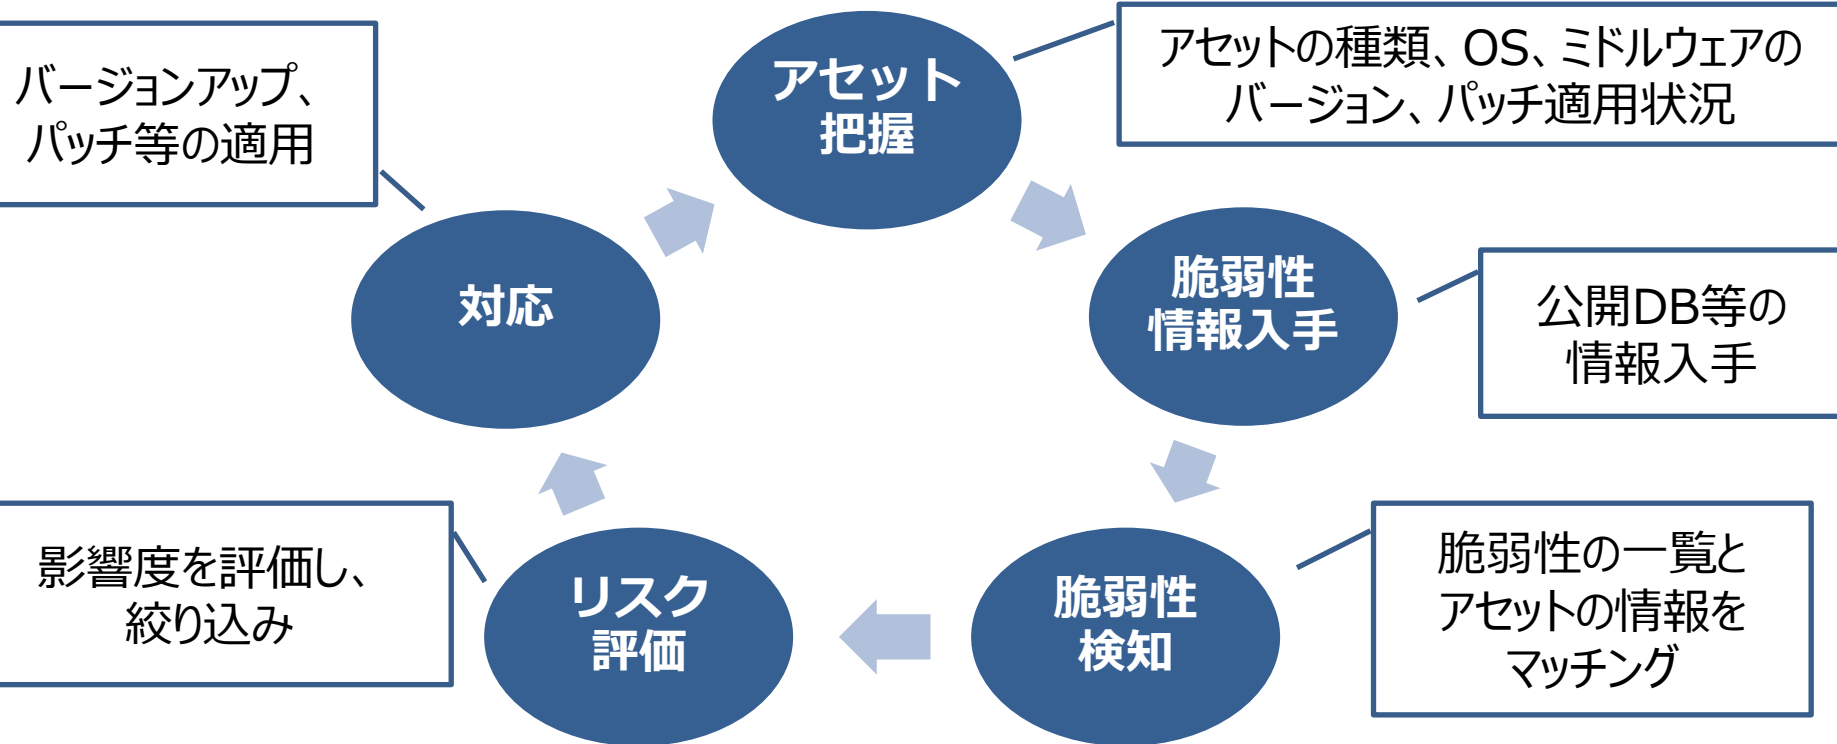 アセット
把握
アセットの種類、OS、ミドルウェアの
バージョン、パッチ適用状況
脆弱性
情報入手
公開DB等の
情報入手
脆弱性
検知
脆弱性の一覧と
アセットの情報を
マッチング
リスク
評価
影響度を評価し、
絞り込み
対応
バージョンアップ、
パッチ等の適用